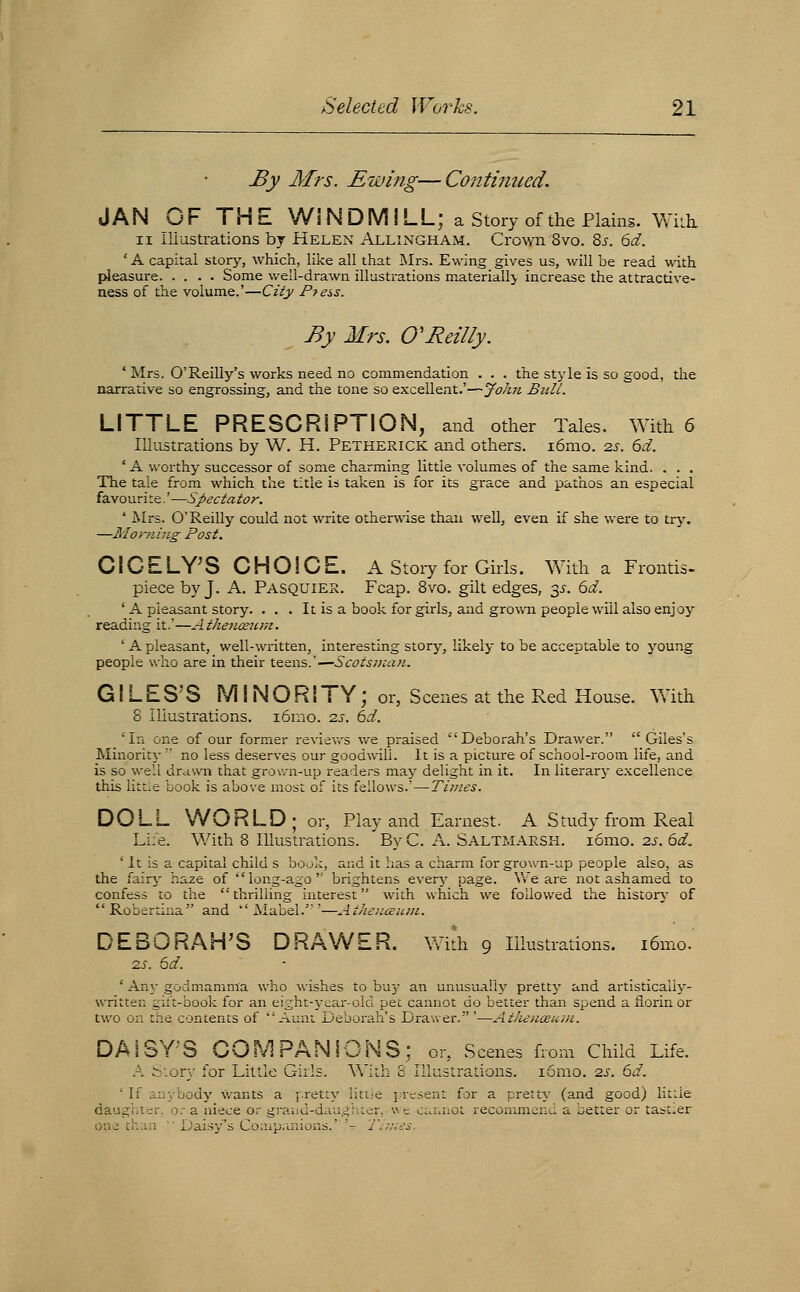 Selected Works. 21
By Mrs. Ewing—Continued.
JAN OF THE WINDMILL; a Story of the Plains. With
11 Illustrations by HELEN ALLINGHAM. Crown 8vo. 8s. 6d.
‘A capital story, which, like all that Mrs. Ewing gives us, will be read with
pleasure. . . . . Some well-drawn illustrations materially increase the attractive-
ness of the volume.’—City Press.
By Mrs. O'Reilly.
‘Mrs. O'Reilly's works need no commendation . . . the style is so good, the
narrative so engrossing, and the tone so excellent.’—John Bull.
LITTLE PRESCRIPTION, and other Tales. With 6
Illustrations by W. H. PETHERICK and others. 16mo. 2s. 6d.
‘A worthy successor of some charming little volumes of the same kind. . . .
The tale from which the title is taken is for its grace and pathos an especial
favourite.’—Spectator.
‘Mrs. O'Reilly could not write otherwise than well, even if she were to try.
—Morning Post.
CICELY'S CHOICE. A Story for Girls. With a Frontis-
piece by J. A. PASQUIER. Fcap. 8vo. gilt edges, 3s. 6d.
‘A pleasant story. . . . It is a book for girls, and grown people will also enjoy
reading it.’—Athenæum.
‘A pleasant, well-written, interesting story, likely to be acceptable to young
people who are in their teens.’—Scotsman.
GILES'S MINORITY; or, Scenes at the Red House. With
8 Illustrations. 16mo. 2s. 6d.
‘In one of our former reviews we praised “Deborah's Drawer.” “Giles's
Minority” no less deserves our goodwill. It is a picture of school-room life, and
is so well drawn that grown-up readers may delight in it. In literary excellence
this little book is above most of its fellows.’—Times.
DOLL WORLD; or, Play and Earnest. A Study from Real
Life. With 8 Illustrations. By C. A. SALTMARSH. 16mo. 2s. 6d.
‘It is a capital child s book, and it has a charm for grown-up people also, as
the fairy haze of “long-ago” brightens every page. We are not ashamed to
confess to the “thrilling interest” with which we followed the history of
“Robertina” and “Mabel.”’—Athenæum.
DEBORAH'S DRAWER. With 9 Illustrations. 16mo.
2s. 6d.
‘Any godmamma who wishes to buy an unusually pretty and artistically-
written gift-book for an eight-year-old pet cannot do better than spend a florin or
two on the contents of “Aunt Deborah's Drawer.”’—Athenæum.
DAISY'S COMPANIONS; or, Scenes from Child Life.
A Story for Little Girls. With 8 Illustrations. 16mo. 2s. 6d.
‘If anybody wants a pretty little present for a pretty (and good) little
daughter, or a niece or grand-daughter, we cannot recommend a better or tastier
one than “Daisy's Companions.”’—Times.